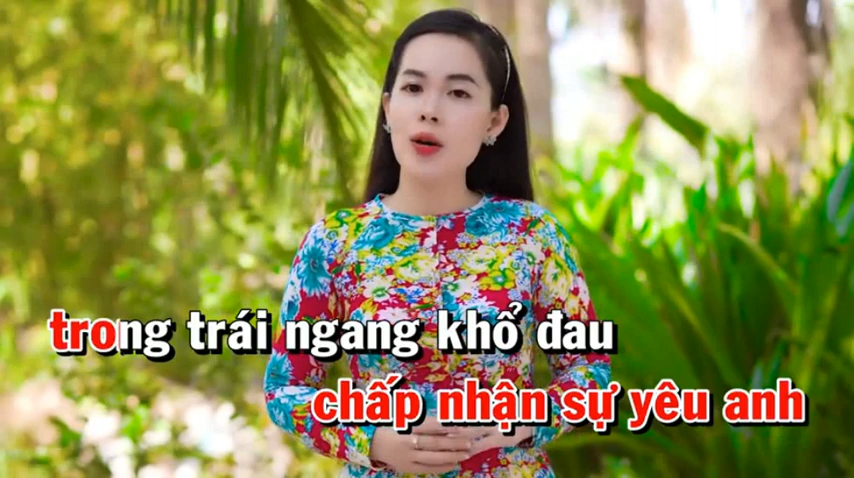 trong trái ngang khổ đau
chấp nhận sự yêu anh